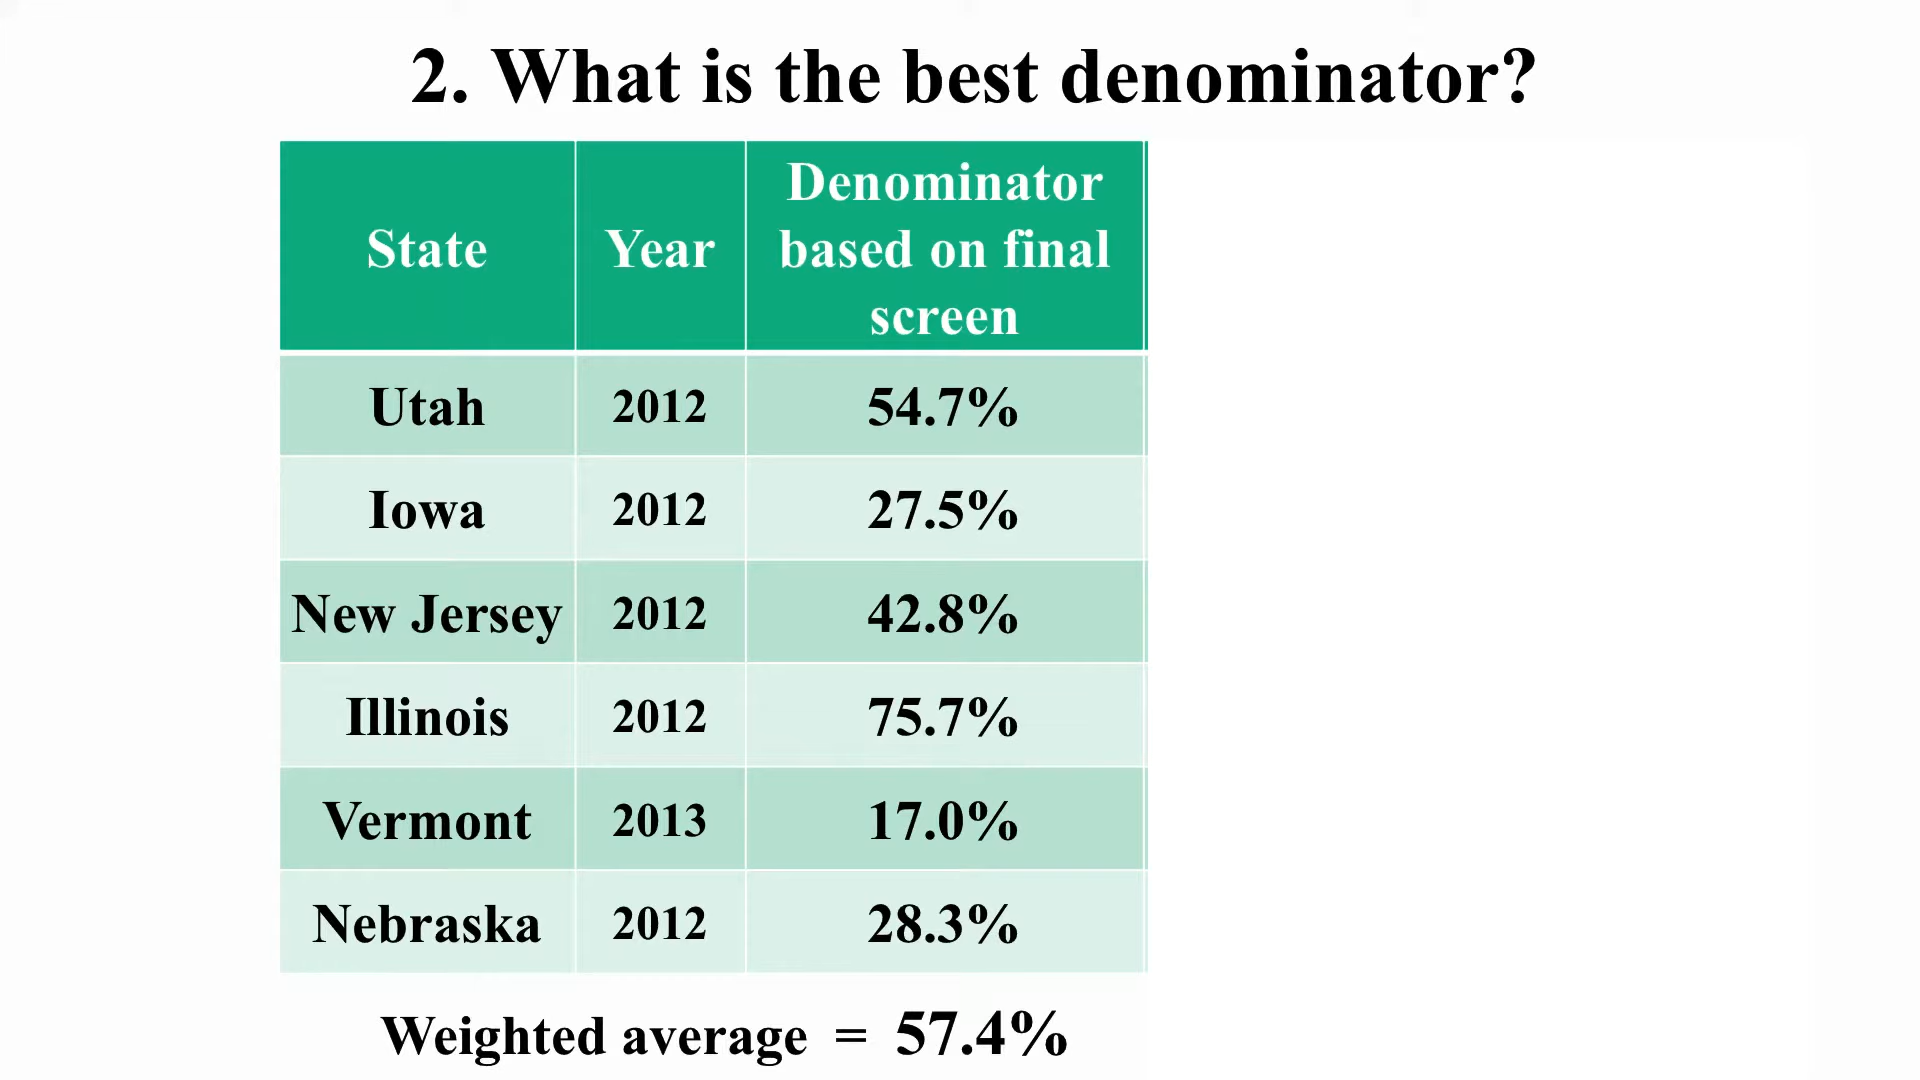 2. What is the best denominator?
State Year Denominator based on final screen
Utah 2012 54.7%
Iowa 2012 27.5%
New Jersey 2012 42.8%
Illinois 2012 75.7%
Vermont 2013 17.0%
Nebraska 2012 28.3%
Weighted average = 57.4%